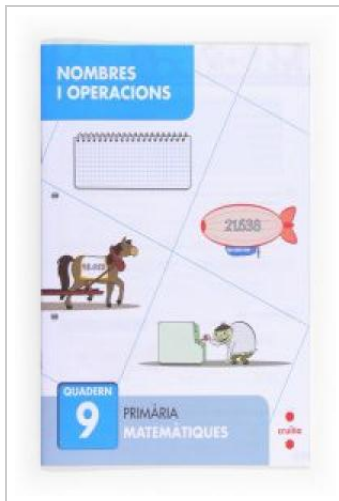 NOMBRES
I OPERACIONS
21.538
QUADERN
9
PRIMÀRIA
MATEMÀTIQUES
cruïlla